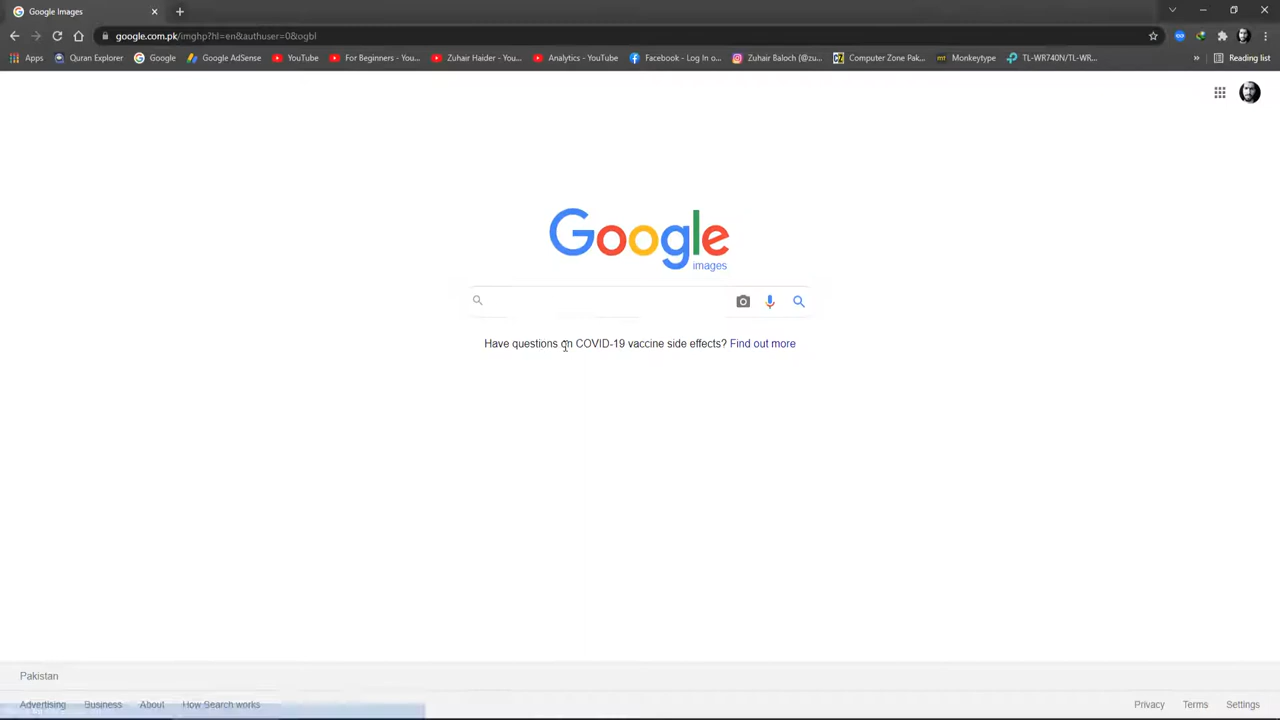 Google Images
google.com.pk/imghp?hl=en&authuser=0&ogbl
Apps Quran Explorer Google Google AdSense YouTube For Beginners - You... Zuhair Haider - You... Analytics - YouTube Facebook - Log In o... Zuhair Baloch (@zu... Computer Zone Pak... Monkeytype TL-WR740N/TL-WR... » Reading list
Google
images
Have questions on COVID-19 vaccine side effects? Find out more
Pakistan
Advertising Business About How Search works Privacy Terms Settings